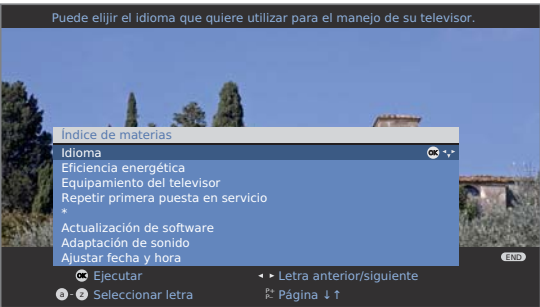 Puede elijir el idioma que quiere utilizar para el manejo de su televisor.
Índice de materias
Idioma OK
Eficiencia energética
Equipamiento del televisor
Repetir primera puesta en servicio
*
Actualización de software
Adaptación de sonido
Ajustar fecha y hora
END
OK Ejecutar ◂ ▸ Letra anterior/siguiente
a - z Seleccionar letra P+ P- Página ↓↑